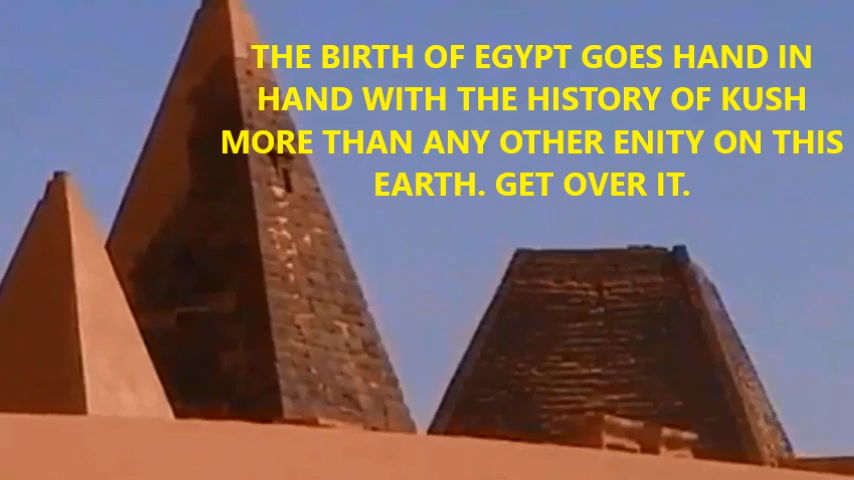 THE BIRTH OF EGYPT GOES HAND IN
HAND WITH THE HISTORY OF KUSH
MORE THAN ANY OTHER ENITY ON THIS
EARTH. GET OVER IT.